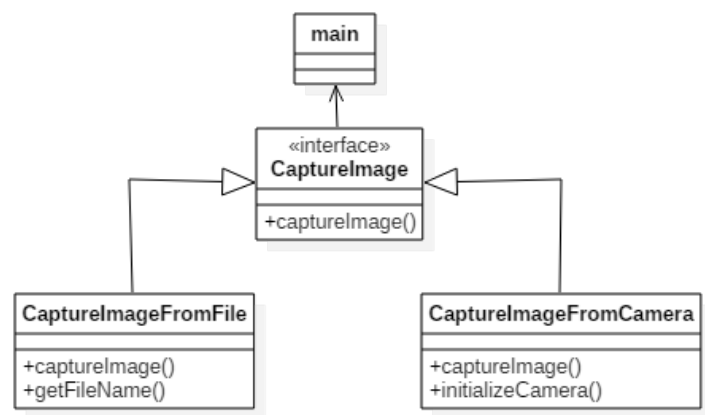 main
«interface»
CaptureImage
+captureImage()
CaptureImageFromFile
+captureImage()
+getFileName()
CaptureImageFromCamera
+captureImage()
+initializeCamera()